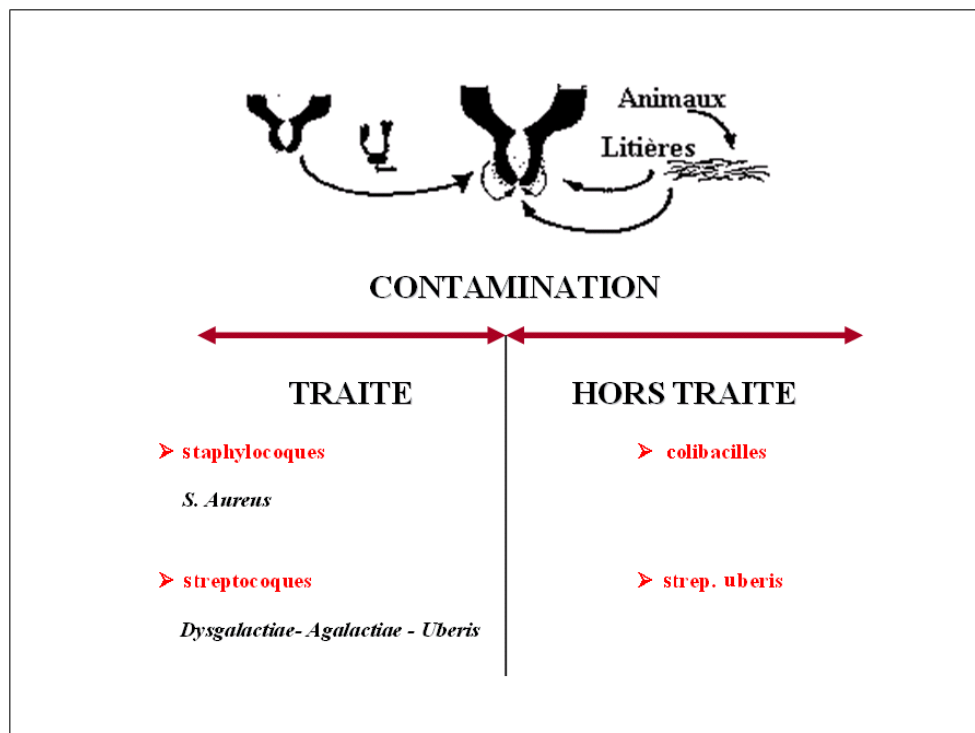 Animaux
Litières
CONTAMINATION
TRAITE
HORS TRAITE
➢ staphylocoques
➢ colibacilles
S. Aureus
➢ streptocoques
➢ strep. uberis
Dysgalactiae- Agalactiae - Uberis